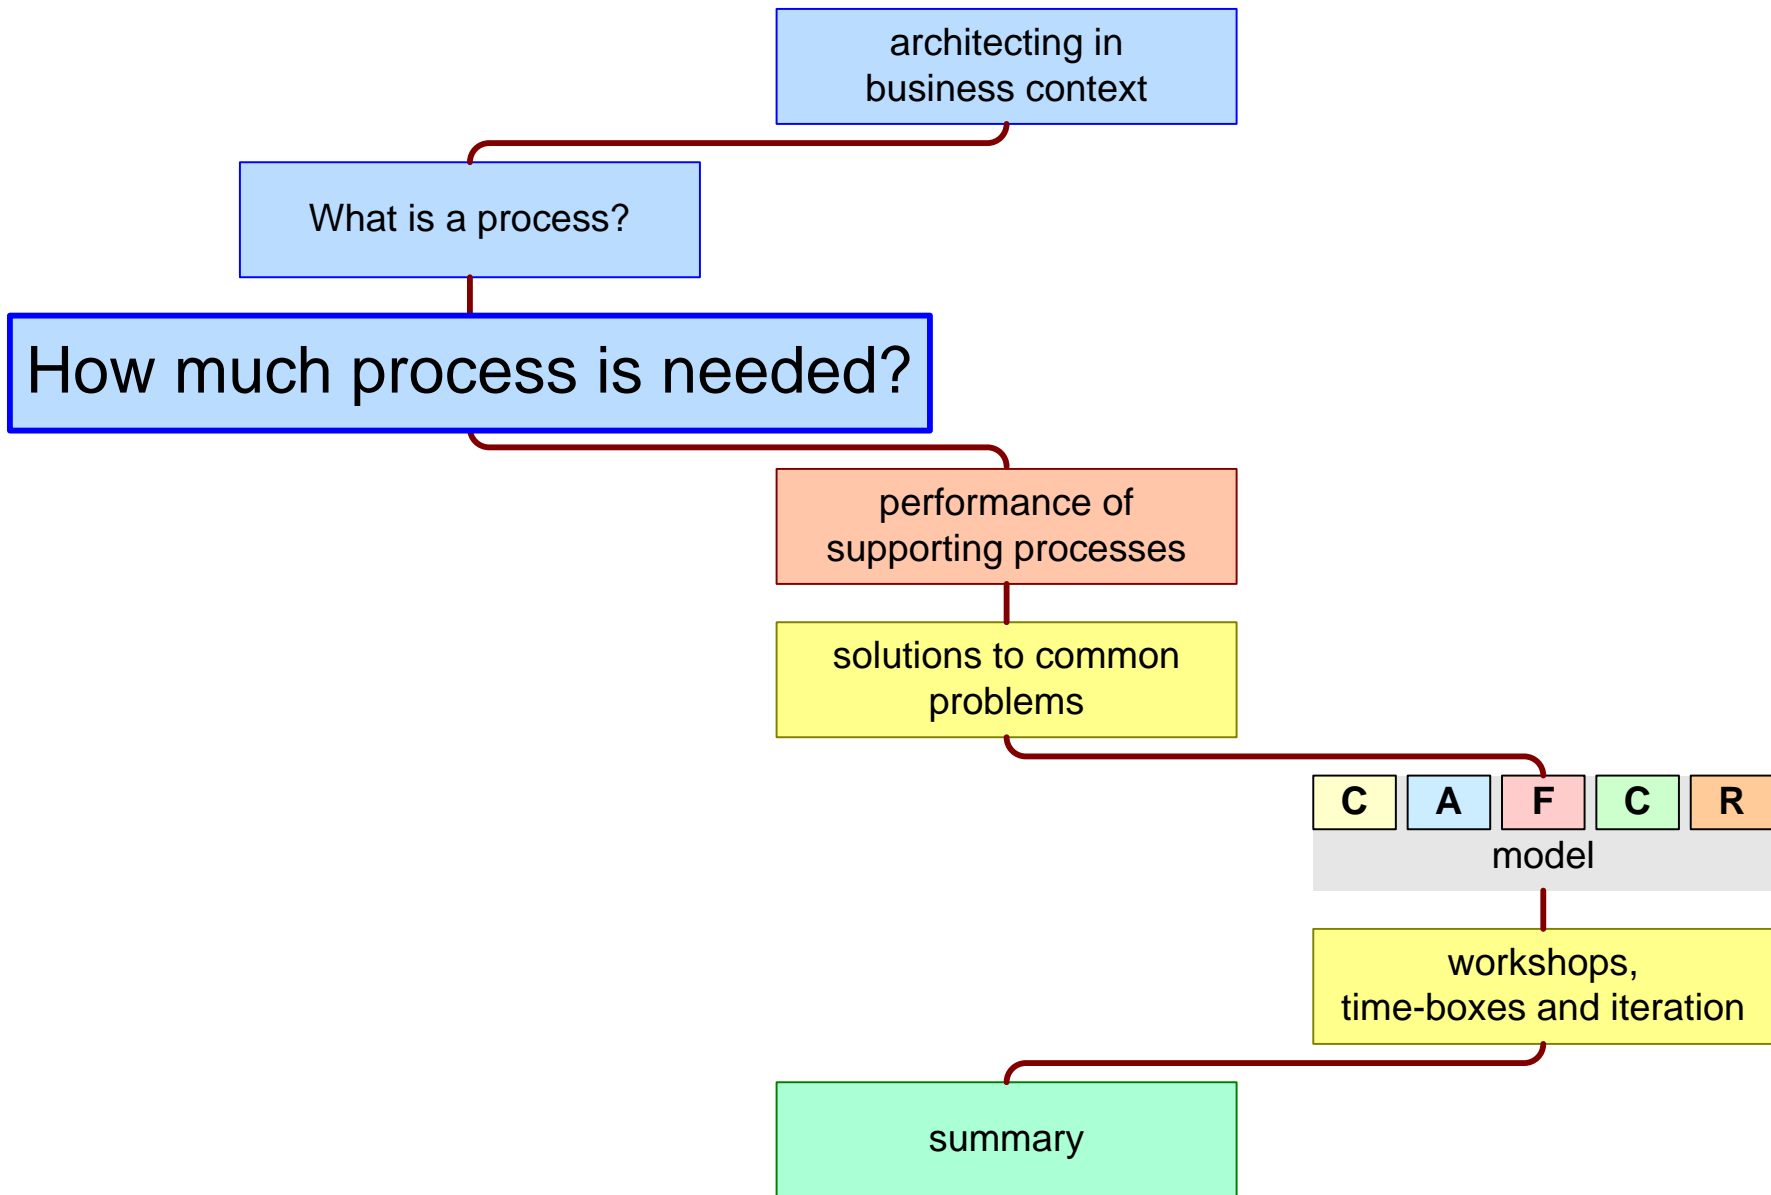 architecting in
business context
What is a process?
How much process is needed?
performance of
supporting processes
solutions to common
problems
C A F C R
model
workshops,
time-boxes and iteration
summary